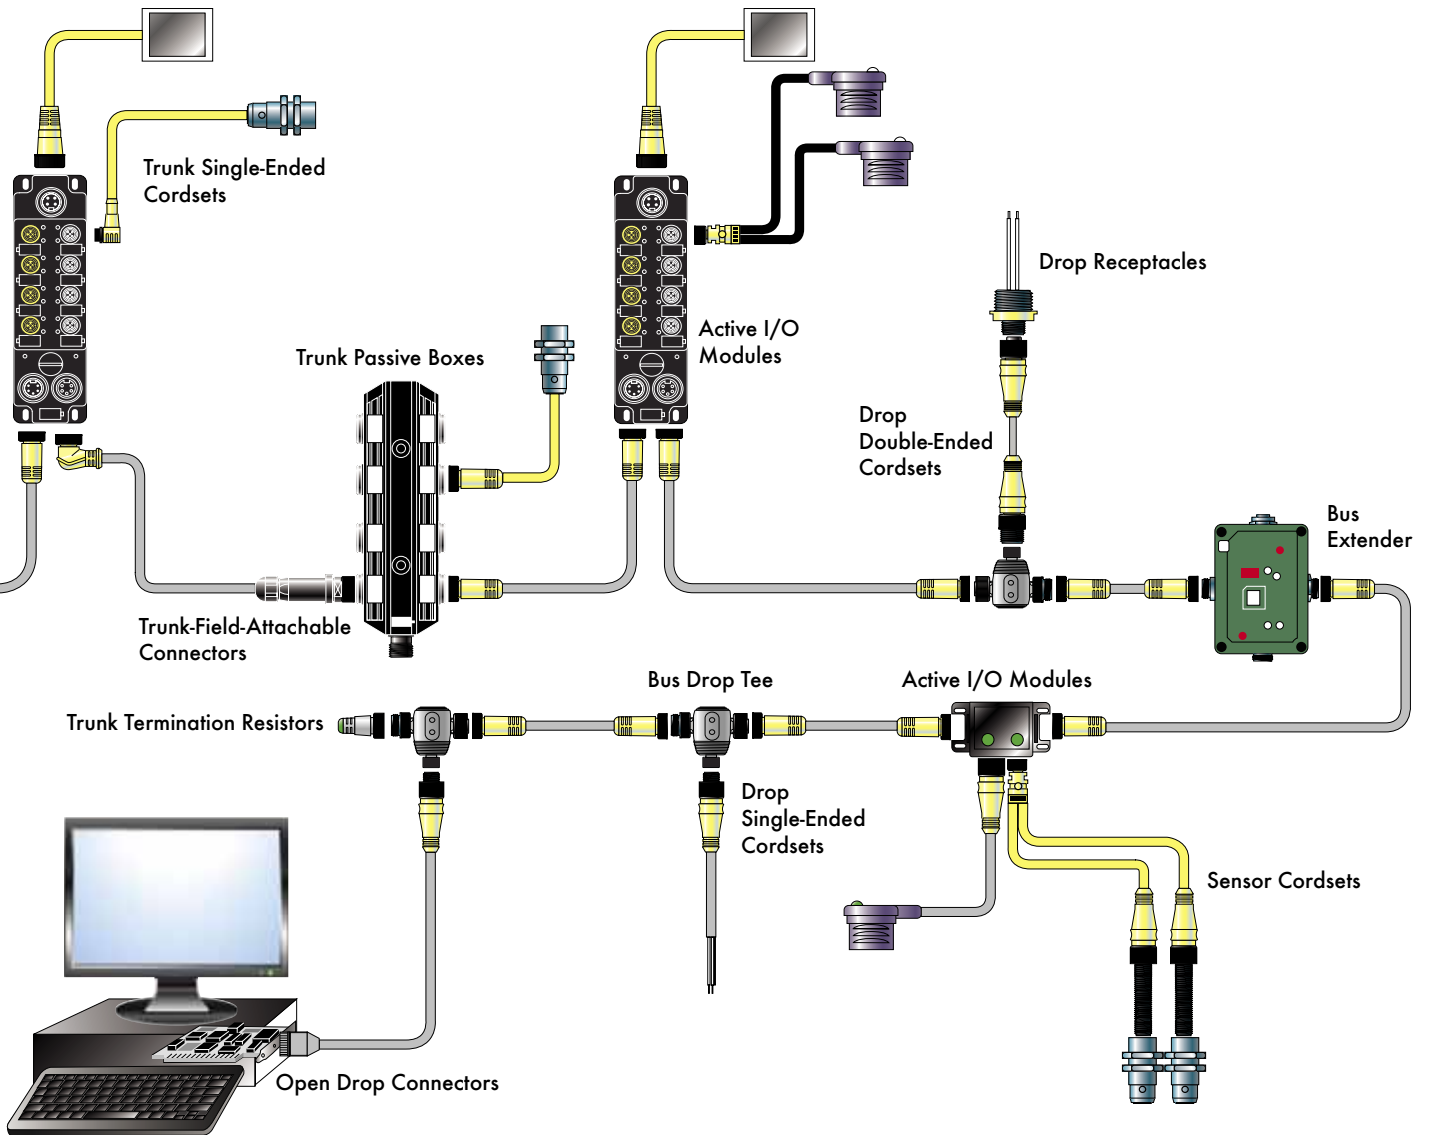 Trunk Single-Ended
Cordsets
Drop Receptacles
Active I/O
Modules
Trunk Passive Boxes
Drop
Double-Ended
Cordsets
Bus
Extender
Trunk-Field-Attachable
Connectors
Bus Drop Tee
Active I/O Modules
Trunk Termination Resistors
Drop
Single-Ended
Cordsets
Sensor Cordsets
Open Drop Connectors